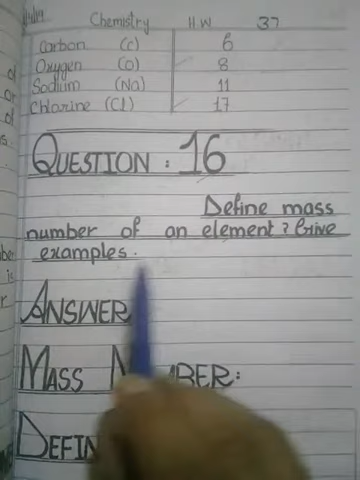 Chemistry H W 37
Carbon (C) 6
Oxygen (O) 8
Sodium (Na) 11
Chlorine (Cl) 17
QUESTION : 16
Define mass
number of an element? Give
examples.
ANSWER
MASS
DEFIN